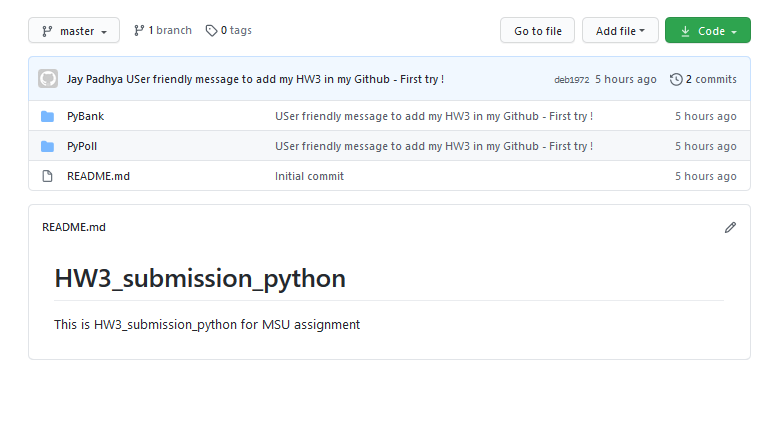 master 1 branch 0 tags Go to file Add file Code
Jay Padhya USer friendly message to add my HW3 in my Github - First try ! deb1972 5 hours ago 2 commits
PyBank USer friendly message to add my HW3 in my Github - First try ! 5 hours ago
PyPoll USer friendly message to add my HW3 in my Github - First try ! 5 hours ago
README.md Initial commit 5 hours ago
README.md
HW3_submission_python
This is HW3_submission_python for MSU assignment